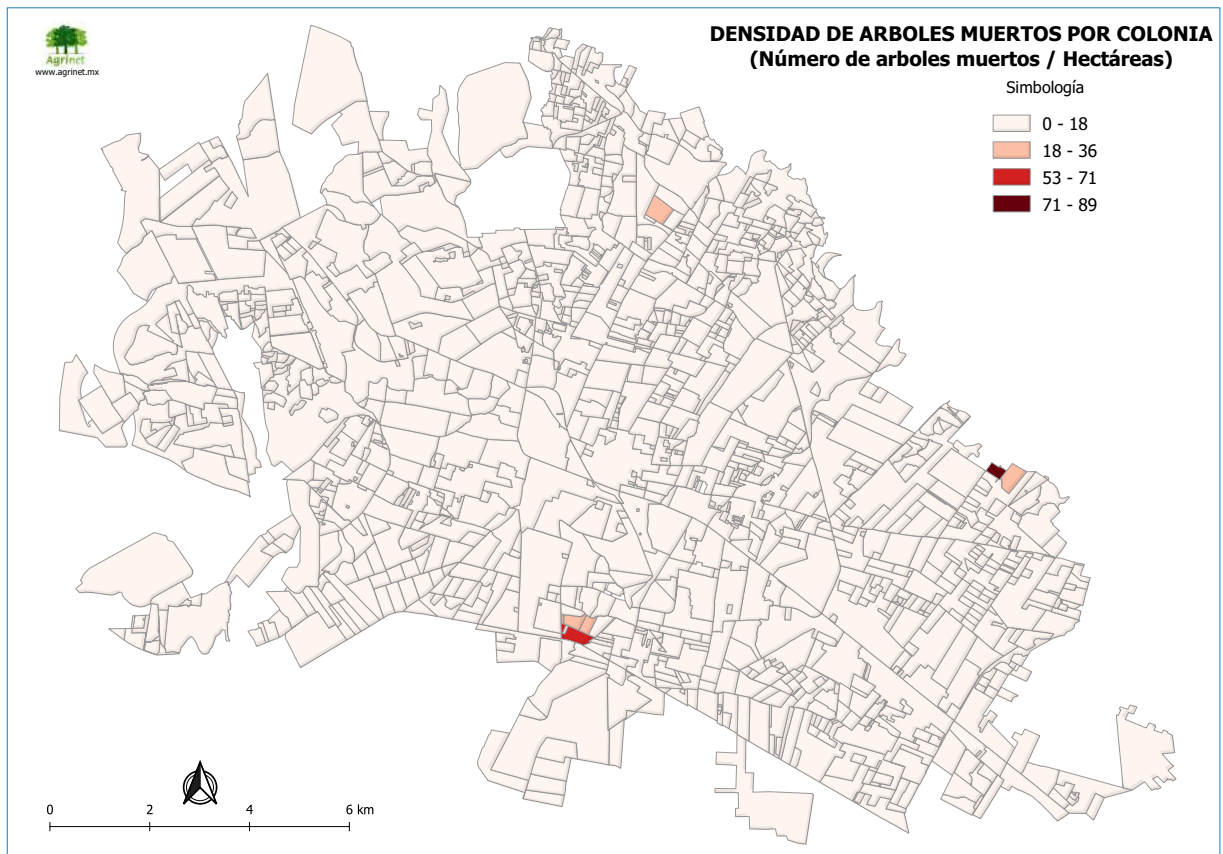 Agrinet
www.agrinet.mx
DENSIDAD DE ARBOLES MUERTOS POR COLONIA
(Número de arboles muertos / Hectáreas)
Simbología
0 - 18
18 - 36
53 - 71
71 - 89
0 2 4 6 km